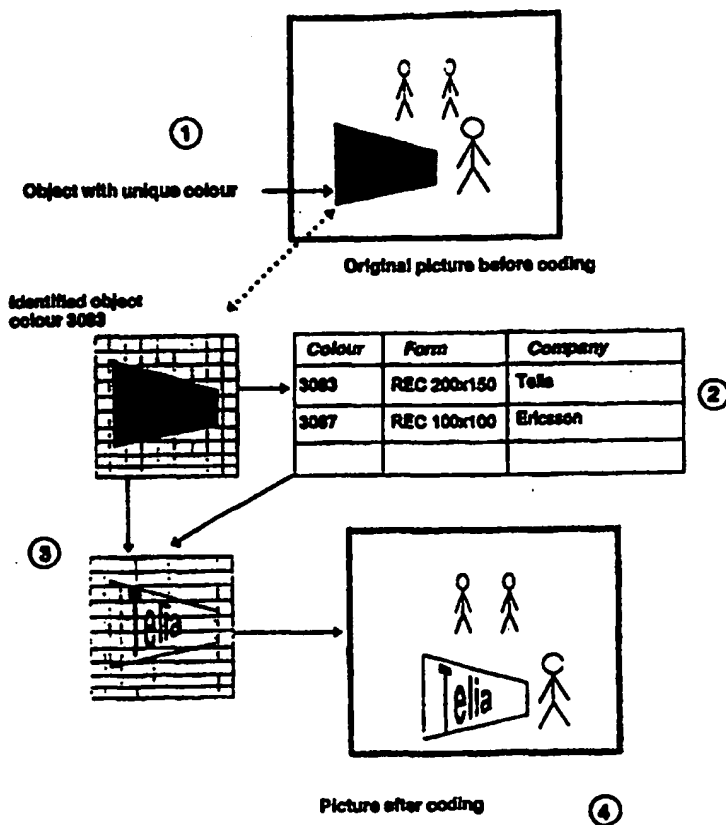 1
Object with unique colour
Original picture before coding
Identified object
colour 3083
Colour Form Company
3083 REC 200x150 Telia
3087 REC 100x100 Ericsson
2
3
Telia
Telia
Picture after coding
4